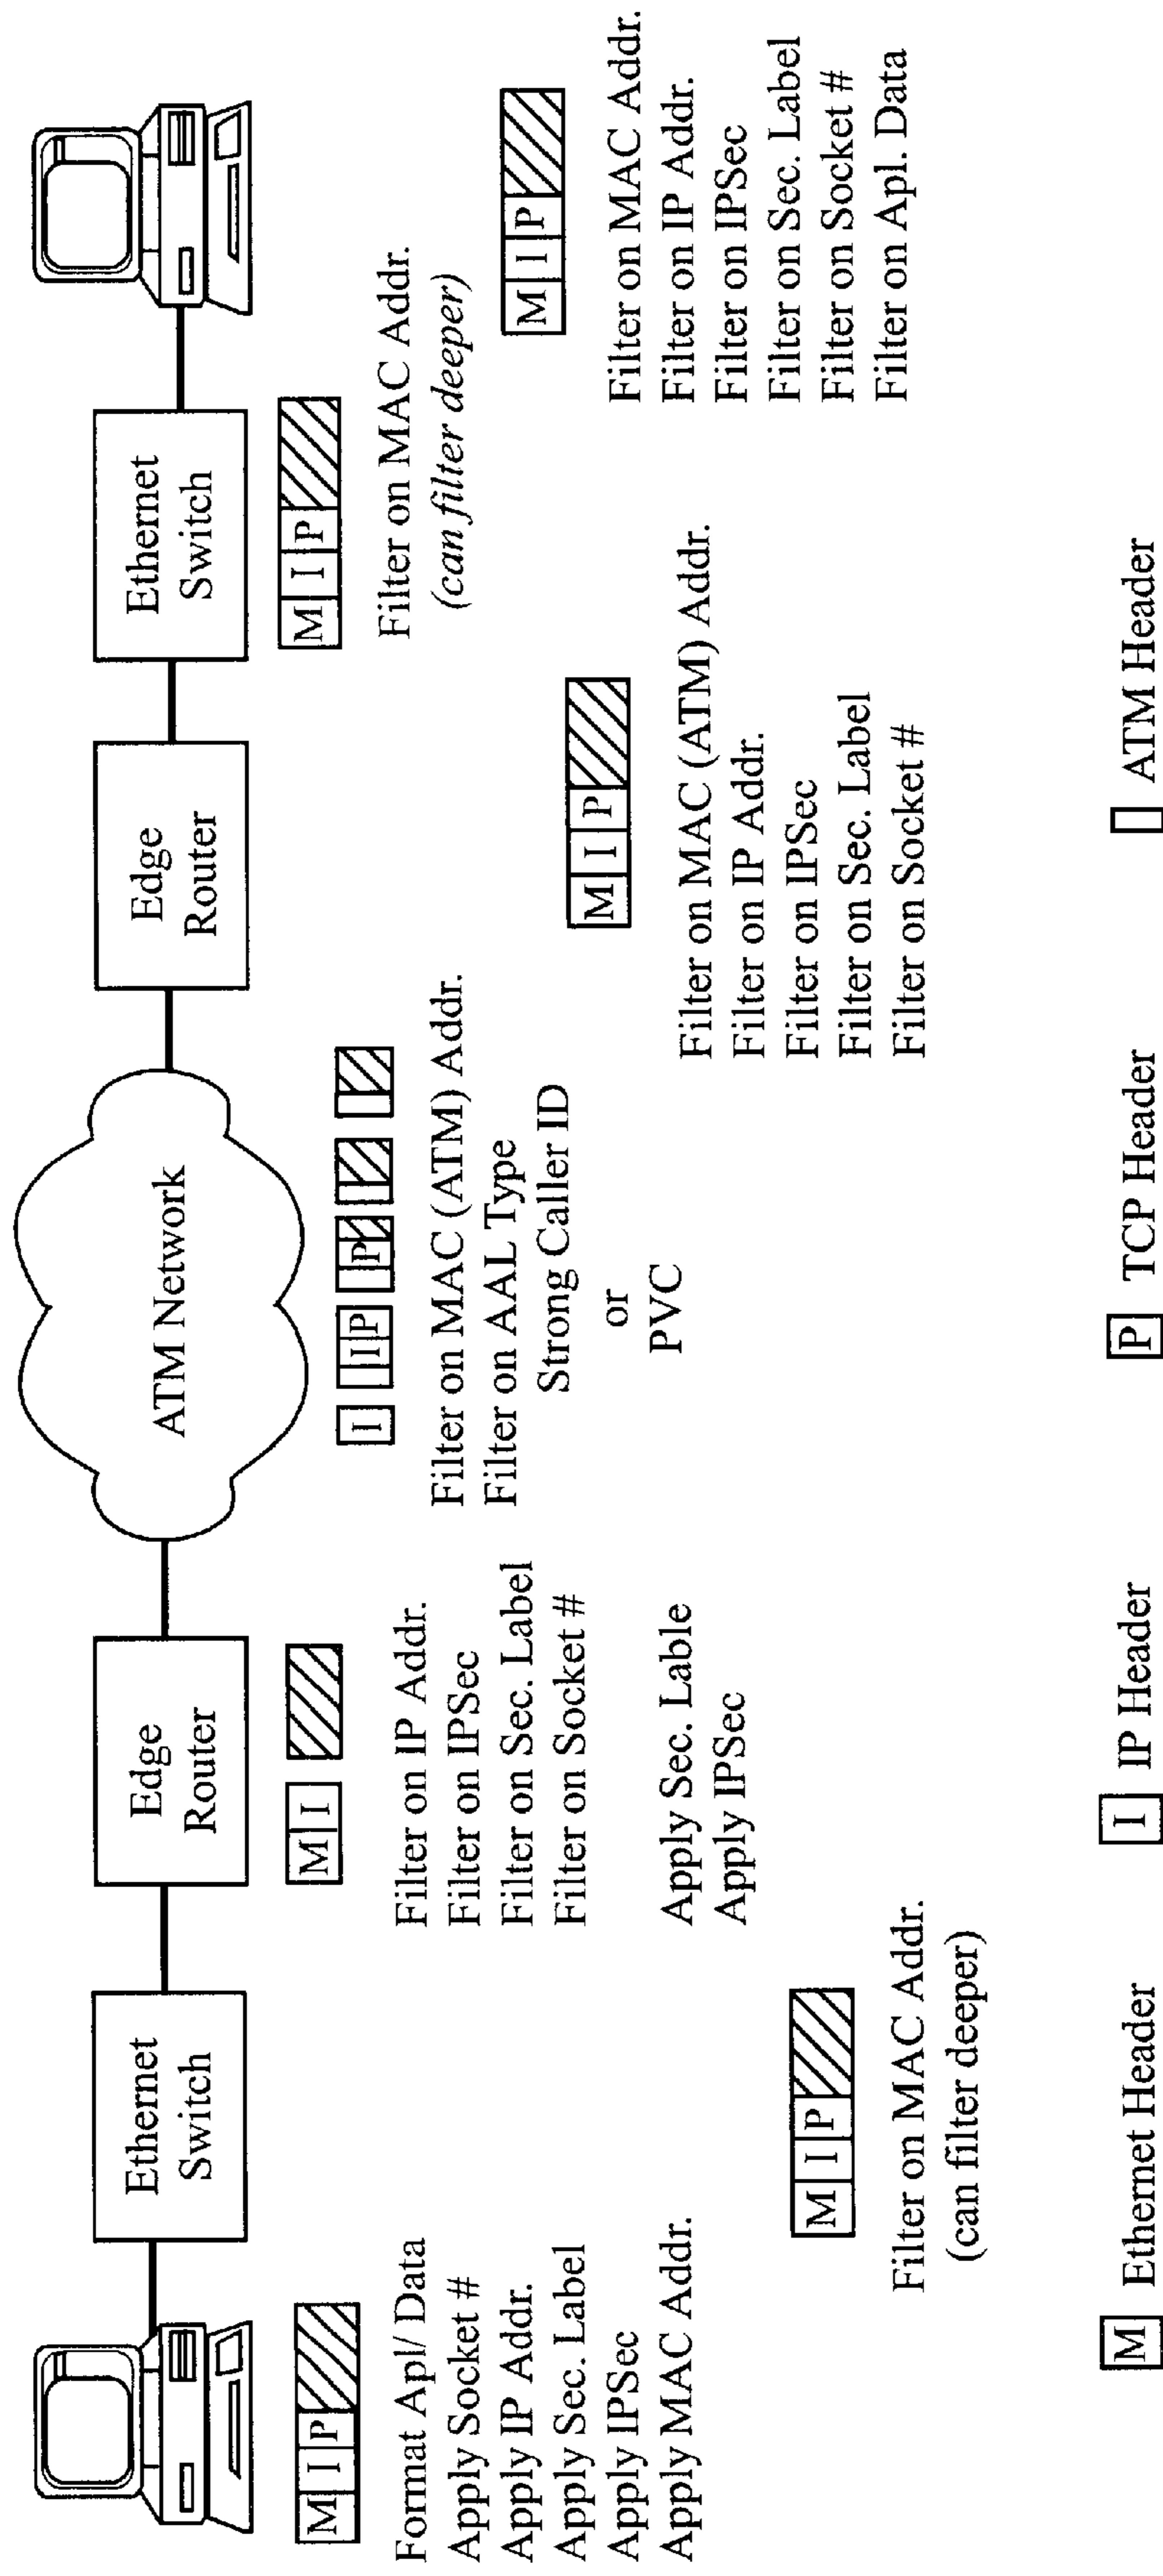 Ethernet
Switch
Edge
Router
ATM Network
Edge
Router
Ethernet
Switch
M I P
Format Apl/ Data
Apply Socket #
Apply IP Addr.
Apply Sec. Label
Apply IPSec
Apply MAC Addr.
M I P
Filter on MAC Addr.
(can filter deeper)
M I
Filter on IP Addr.
Filter on IPSec
Filter on Sec. Label
Filter on Socket #
Apply Sec. Lable
Apply IPSec
I I P P
Filter on MAC (ATM) Addr.
Filter on AAL Type
Strong Caller ID
or
PVC
M I P
Filter on MAC (ATM) Addr.
Filter on IP Addr.
Filter on IPSec
Filter on Sec. Label
Filter on Socket #
M I P
Filter on MAC Addr.
(can filter deeper)
M I P
Filter on MAC Addr.
Filter on IP Addr.
Filter on IPSec
Filter on Sec. Label
Filter on Socket #
Filter on Apl. Data
M Ethernet Header
I IP Header
P TCP Header
ATM Header